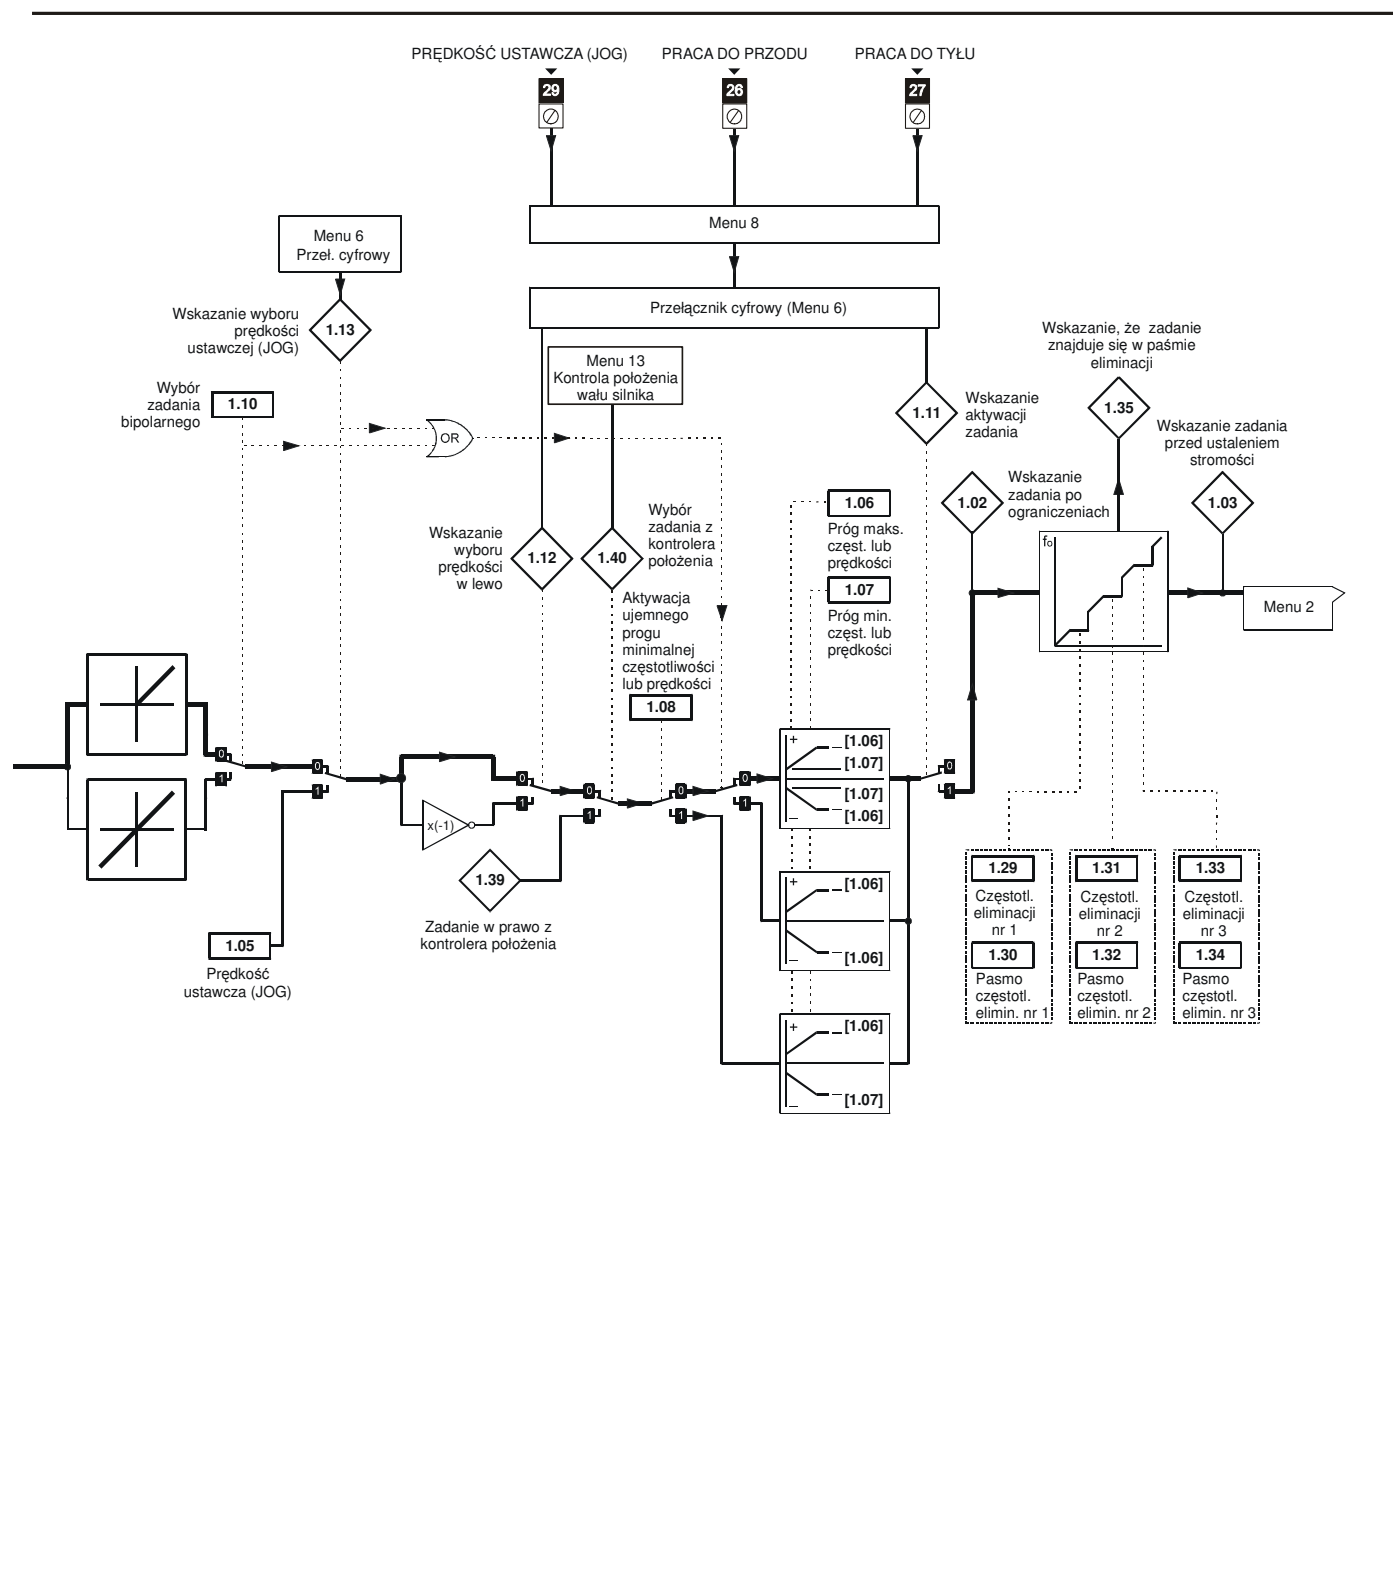 PRĘDKOŚĆ USTAWCZA (JOG)
PRACA DO PRZODU
PRACA DO TYŁU
29
26
27
Menu 8
Menu 6
Przeł. cyfrowy
Przełącznik cyfrowy (Menu 6)
Wskazanie wyboru
prędkości
ustawczej (JOG)
1.13
Wskazanie, że zadanie
znajduje się w paśmie
eliminacji
Menu 13
Kontrola położenia
wału silnika
Wybór
zadania
bipolarnego
1.10
1.11
Wskazanie
aktywacji
zadania
1.35
OR
Wskazanie zadania
przed ustaleniem
stromości
1.02
Wskazanie
zadania po
ograniczeniach
1.03
1.06
Próg maks.
częst. lub
prędkości
Wskazanie
wyboru
prędkości
w lewo
1.12
1.40
Wybór
zadania z
kontrolera
położenia
fo
1.07
Próg min.
częst. lub
prędkości
Menu 2
Aktywacja
ujemnego
progu
minimalnej
częstotliwości
lub prędkości
1.08
0
1
0
1
0
1
0
1
0
1
0
1
0
1
+
[1.06]
[1.07]
[1.07]
[1.06]
–
x(-1)
1.39
Zadanie w prawo z
kontrolera położenia
+
[1.06]
[1.06]
–
1.05
Prędkość
ustawcza (JOG)
+
[1.06]
[1.07]
–
1.29
Częstotl.
eliminacji
nr 1
1.30
Pasmo
częstotl.
elimin. nr 1
1.31
Częstotl.
eliminacji
nr 2
1.32
Pasmo
częstotl.
elimin. nr 2
1.33
Częstotl.
eliminacji
nr 3
1.34
Pasmo
częstotl.
elimin. nr 3